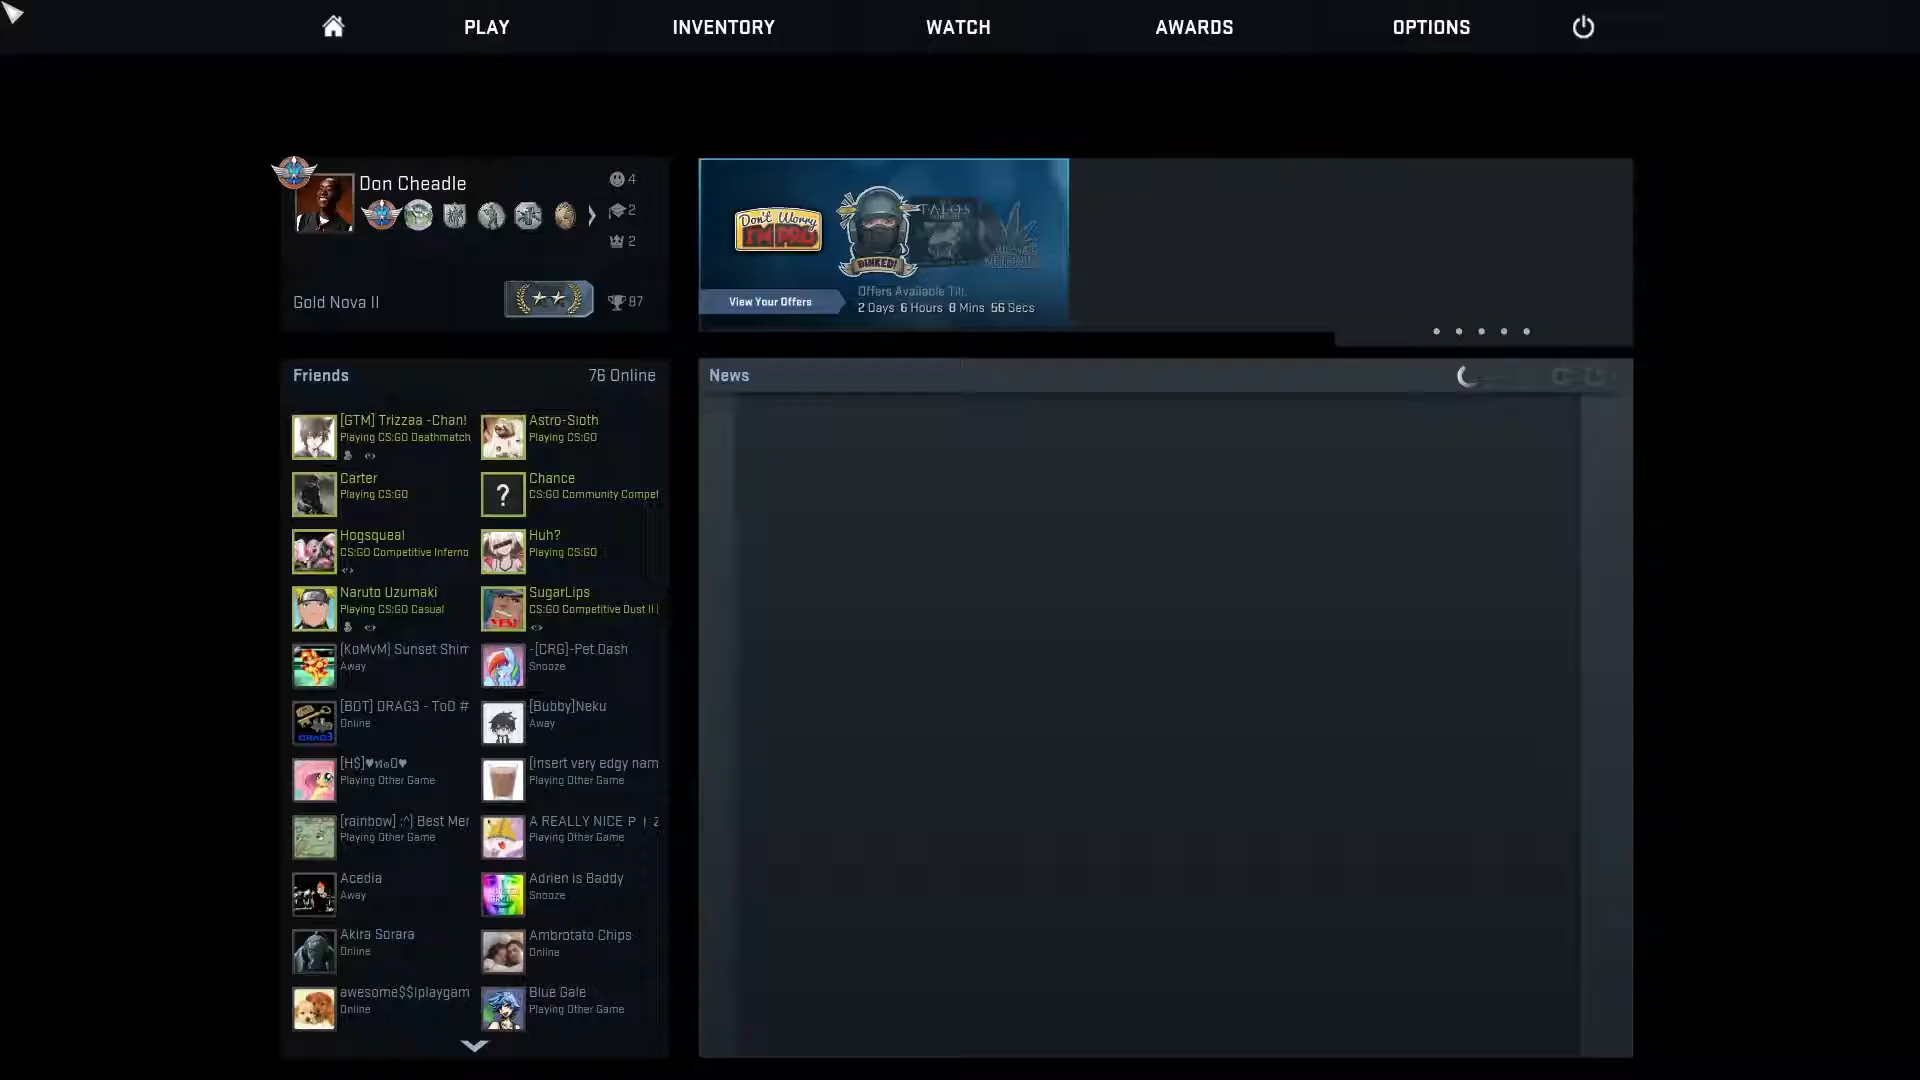 PLAY
INVENTORY
WATCH
AWARDS
OPTIONS
Don Cheadle
4
2
2
Gold Nova II
87
Don't Worry
I'M PRO
DINKED!
TALOS
View Your Offers
Offers Available Till:
2 Days 6 Hours 8 Mins 56 Secs
Friends
76 Online
News
[GTM] Trizzaa -Chan!
Playing CS:GO Deathmatch
Astro-Sloth
Playing CS:GO
Carter
Playing CS:GO
?
Chance
CS:GO Community Compet
Hogsqueal
CS:GO Competitive Inferno
Huh?
Playing CS:GO
Naruto Uzumaki
Playing CS:GO Casual
YES!
SugarLips
CS:GO Competitive Dust II
[KoMvM] Sunset Shim
Away
-[CRG]-Pet Dash
Snooze
[BDT] DRAG3 - ToD #
Online
[Bubby]Neku
Away
Playing Other Game
[insert very edgy nam
Playing Other Game
[rainbow] :^) Best Mer
Playing Other Game
A REALLY NICE P I Z
Playing Other Game
Acedia
Away
Adrien is Baddy
Snooze
Akira Sorara
Online
Ambrotato Chips
Online
awesome$$iplaygam
Online
Blue Gale
Playing Other Game